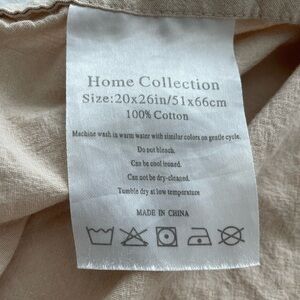 Home Collection
Size:20x26in/51x66cm
100% Cotton
Machine wash in warm water with similar colors on gentle cycle.
Do not bleach.
Can be cool ironed.
Can not be dry-cleaned.
Tumble dry at low temperature
MADE IN CHINA